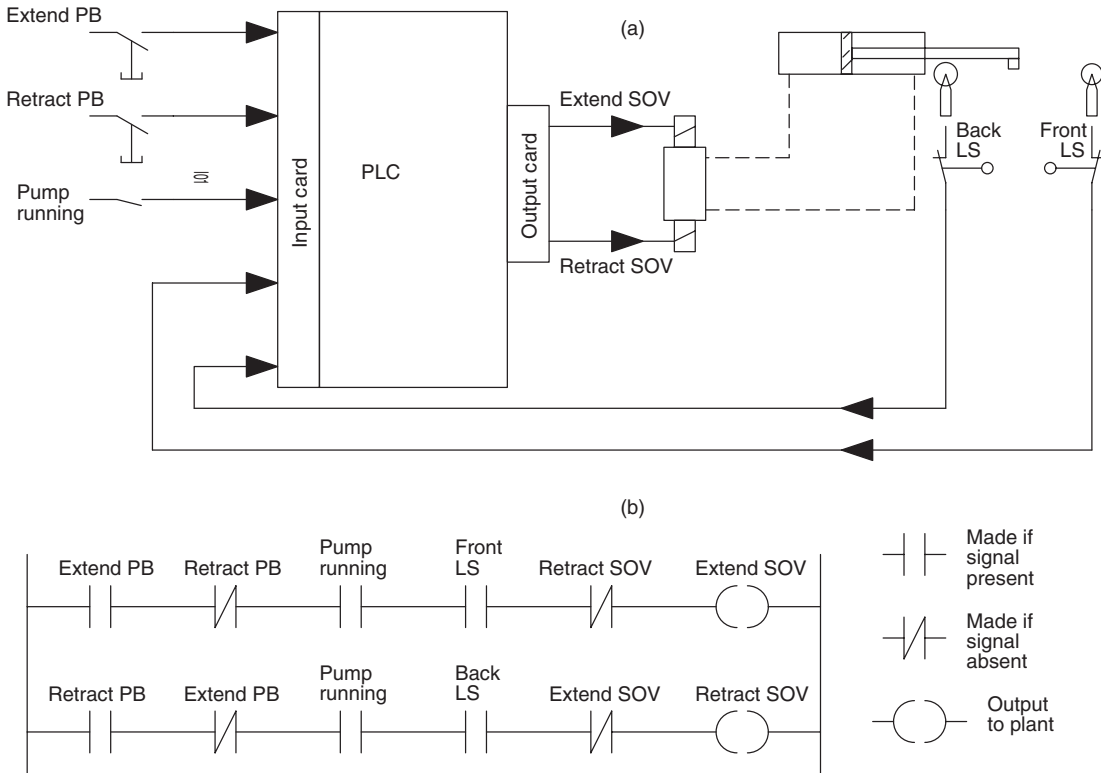 Extend PB
(a)
Retract PB
Extend SOV
Back
LS
Front
LS
IO1
Pump
running
Input card
PLC
Output card
Retract SOV
(b)
Extend PB
Retract PB
Pump
running
Front
LS
Retract SOV
Extend SOV
Made if
signal
present
Made if
signal
absent
Retract PB
Extend PB
Pump
running
Back
LS
Extend SOV
Retract SOV
Output
to plant